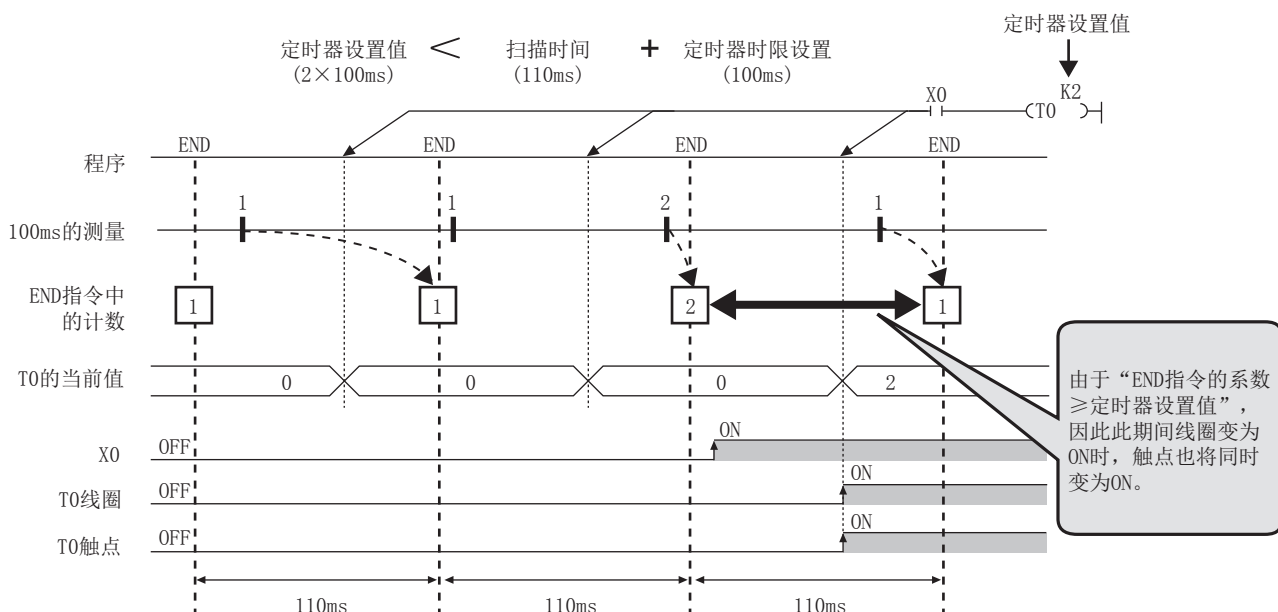 定时器设置值
定时器设置值 < 扫描时间 + 定时器时限设置
(2×100ms) (110ms) (100ms)
X0 K2
T0
程序 END END END END
100ms的测量 1 1 2 1
END指令中
的计数
1 1 2 1
T0的当前值 0 0 0 2
由于“END指令的系数
≥定时器设置值”,
因此此期间线圈变为
ON时,触点也将同时
变为ON。
X0 OFF ON
T0线圈 OFF ON
T0触点 OFF ON
110ms 110ms 110ms